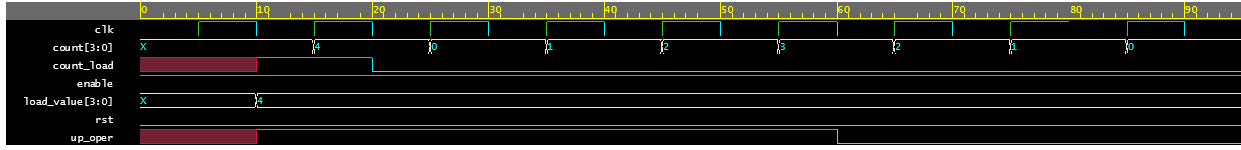 0 10 20 30 40 50 60 70 80 90
clk
count[3:0] X 4 0 1 2 3 2 1 0
count_load
enable
load_value[3:0] X 4
rst
up_oper